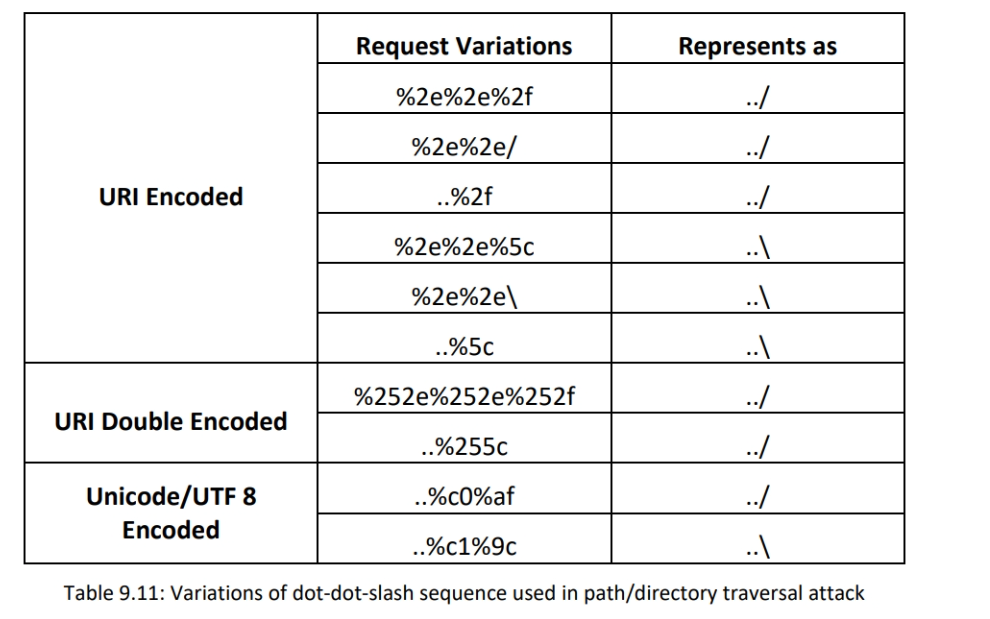 Request Variations Represents as
URI Encoded
%2e%2e%2f ../
%2e%2e/ ../
..%2f ../
%2e%2e%5c ..\
%2e%2e\ ..\
..%5c ..\
URI Double Encoded
%252e%252e%252f ../
..%255c ../
Unicode/UTF 8
Encoded
..%c0%af ../
..%c1%9c ..\
Table 9.11: Variations of dot-dot-slash sequence used in path/directory traversal attack